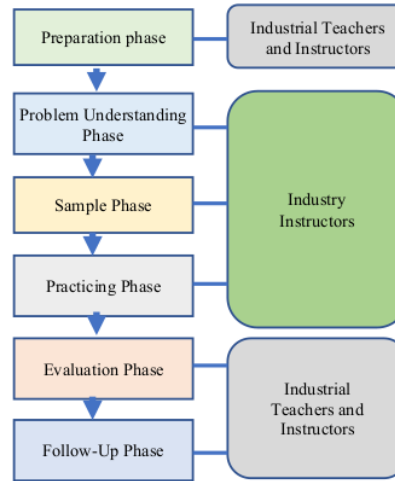 Preparation phase
Industrial Teachers
and Instructors
Problem Understanding
Phase
Sample Phase
Industry
Instructors
Practicing Phase
Evaluation Phase
Industrial
Teachers and
Instructors
Follow-Up Phase